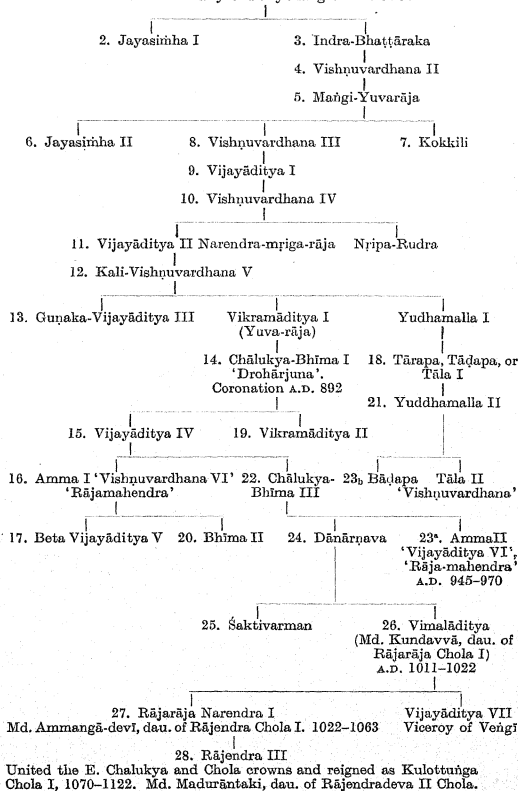 2. Jayasiṁha I 3. Indra-Bhaṭṭāraka
4. Vishṇuvardhana II
5. Maṅgi-Yuvarāja
6. Jayasiṁha II 8. Vishṇuvardhana III 7. Kokkili
9. Vijayāditya I
10. Vishṇuvardhana IV
11. Vijayāditya II Narendra-mṛiga-rāja Nṛipa-Rudra
12. Kali-Vishṇuvardhana V
13. Guṇaka-Vijayāditya III Vikramāditya I Yudhamalla I
(Yuva-rāja)
14. Chālukya-Bhīma I 18. Tārapa, Tāḍapa, or
'Drohārjuna'. Tāla I
Coronation A.D. 892
21. Yuddhamalla II
15. Vijayāditya IV 19. Vikramāditya II
16. Amma I 'Vishṇuvardhana VI' 22. Chālukya- 23b Bāḍapa Tāla II
'Rājamahendra' Bhīma III 'Vishṇuvardhana'
17. Beta Vijayāditya V 20. Bhīma II 24. Dānārṇava 23a. AmmaII
'Vijayāditya VI',
'Rāja-mahendra'
A.D. 945-970
25. Śaktivarman 26. Vimalāditya
(Md. Kundavvā, dau. of
Rājarāja Chola I)
A.D. 1011–1022
27. Rājarāja Narendra I Vijayāditya VII
Md. Ammangā-devī, dau. of Rājendra Chola I. 1022–1063 Viceroy of Veṅgī
28. Rājendra III
United the E. Chalukya and Chola crowns and reigned as Kulottuṅga
Chola I, 1070–1122. Md. Madurāntaki, dau. of Rājendradeva II Chola.